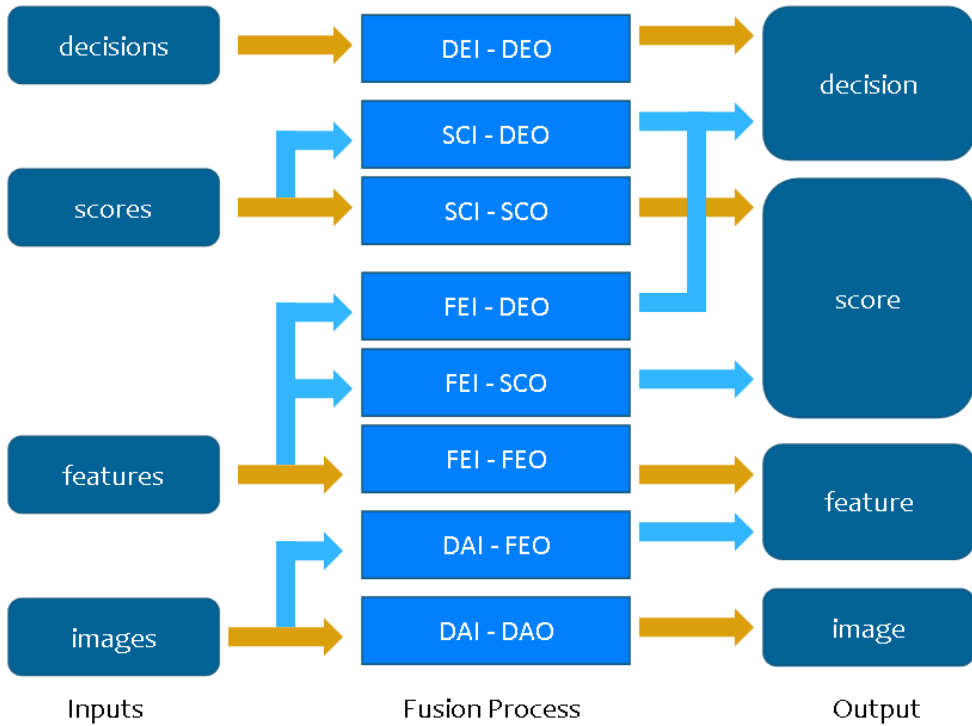 decisions
DEI - DEO
decision
SCI - DEO
scores
SCI - SCO
score
FEI - DEO
FEI - SCO
features
FEI - FEO
feature
DAI - FEO
images
DAI - DAO
image
Inputs
Fusion Process
Output